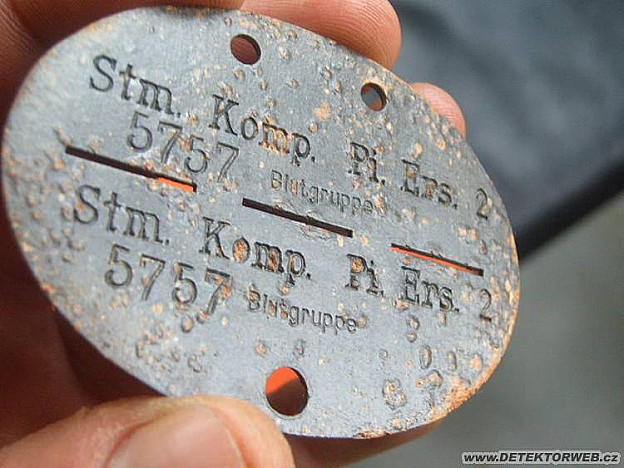 Stm. Komp. Pi. Ers. 2
5757 Blutgruppe
Stm. Komp. Pi. Ers. 2
5757 Blutgruppe
www.DETEKTORWEB.cz